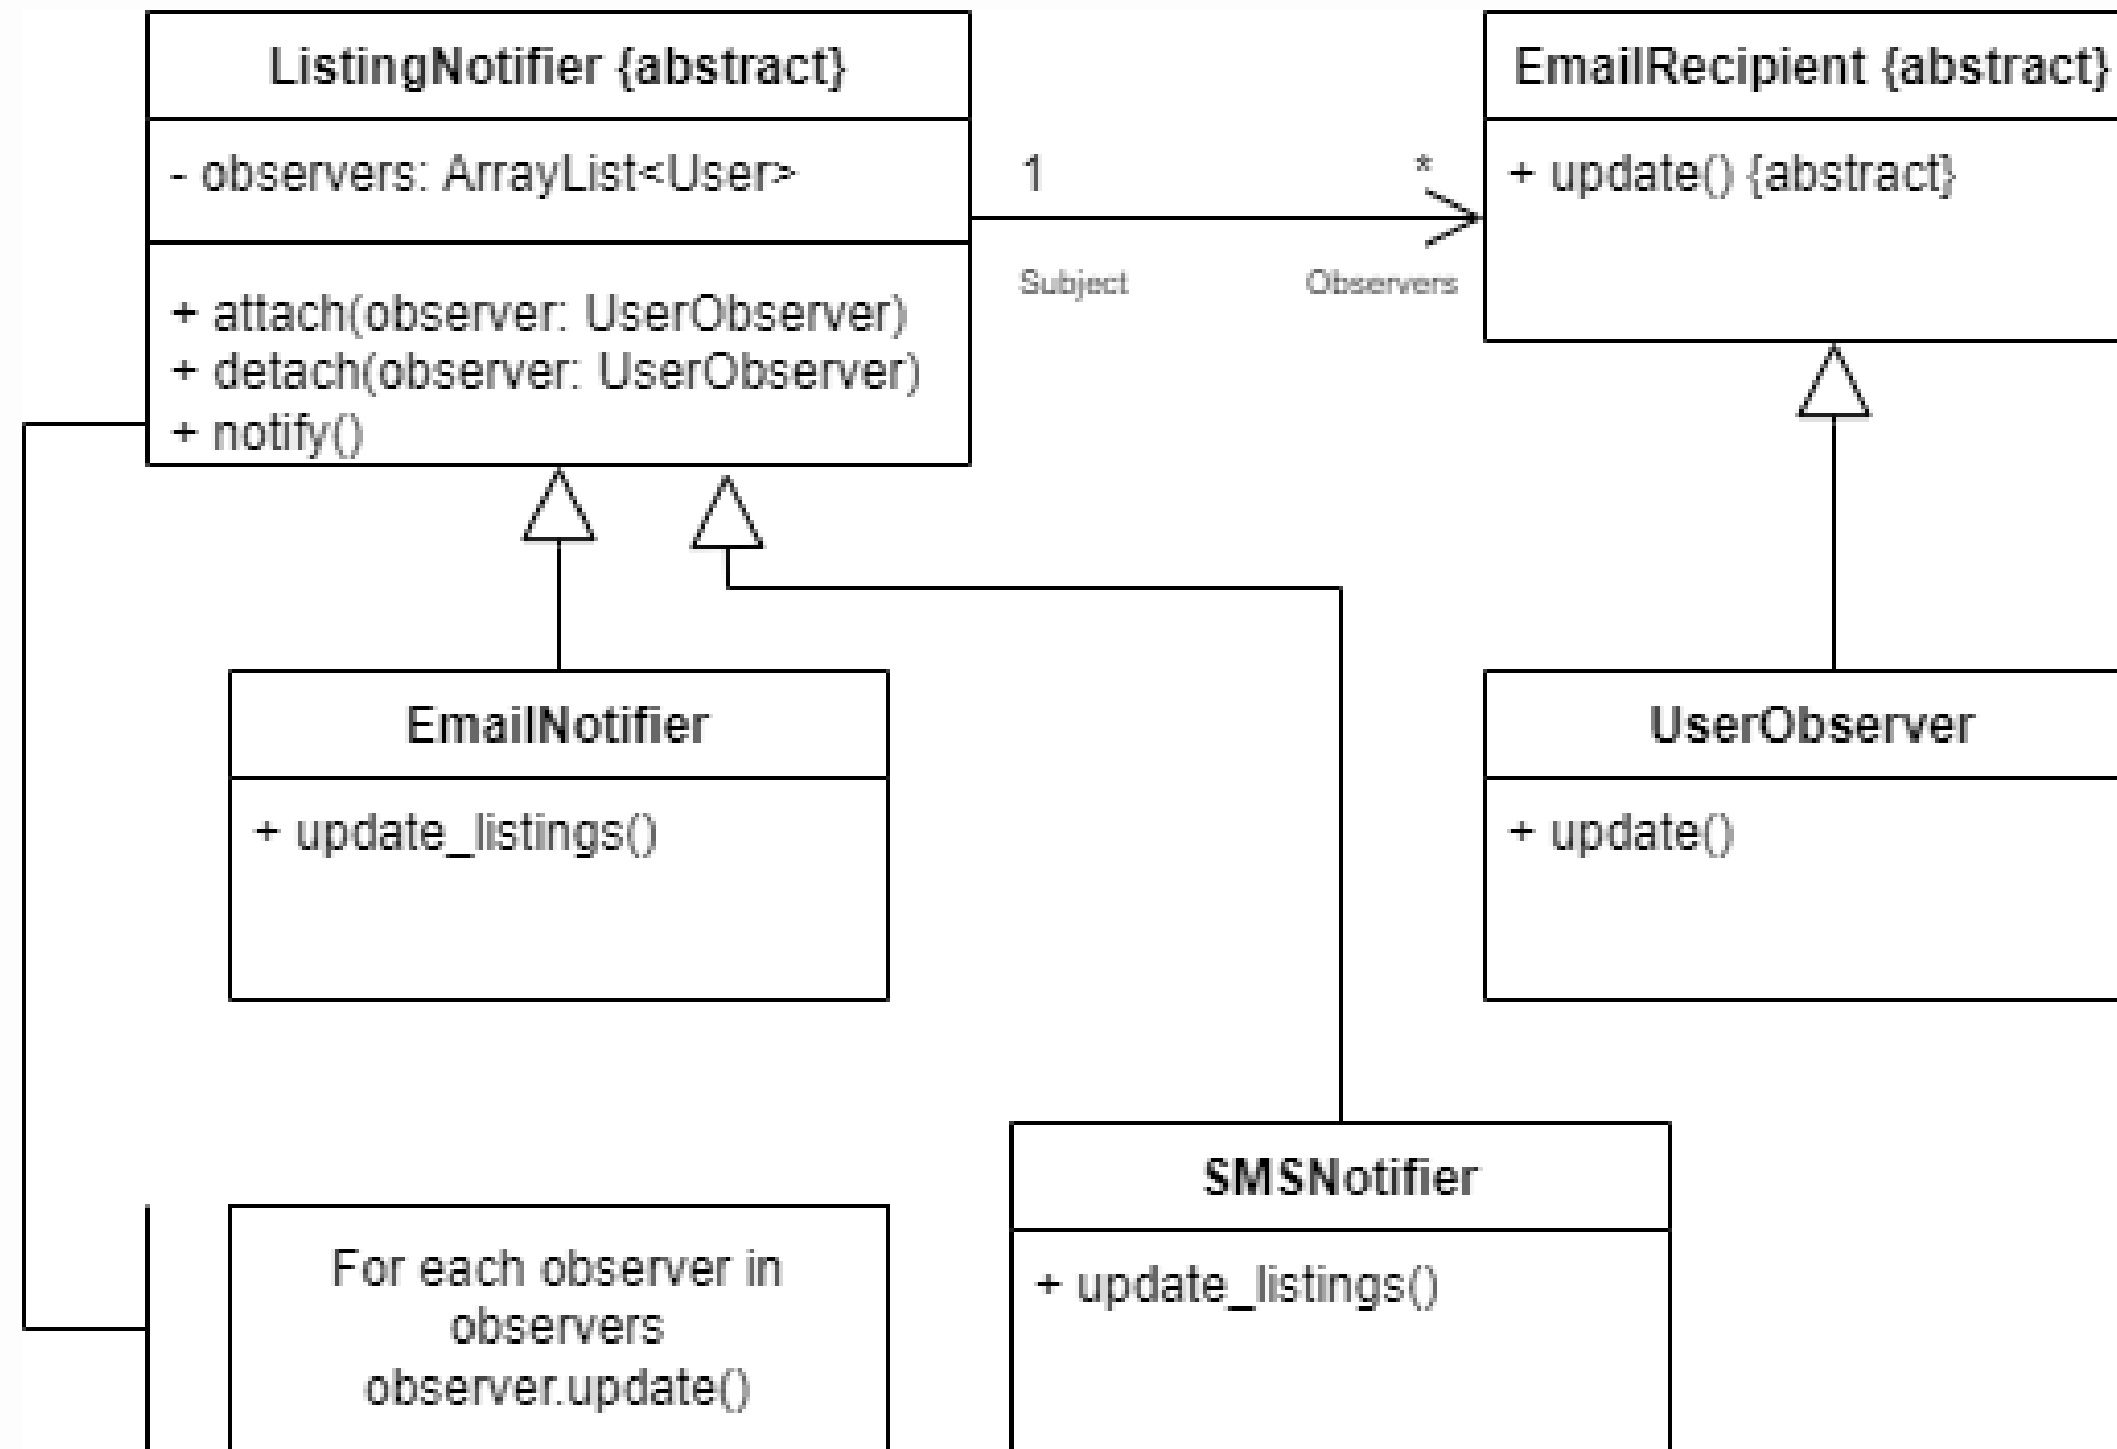 ListingNotifier {abstract}
- observers: ArrayList<User>
+ attach(observer: UserObserver)
+ detach(observer: UserObserver)
+ notify()
1
*
Subject
Observers
EmailRecipient {abstract}
+ update() {abstract}
EmailNotifier
+ update_listings()
UserObserver
+ update()
SMSNotifier
+ update_listings()
For each observer in
observers
observer.update()